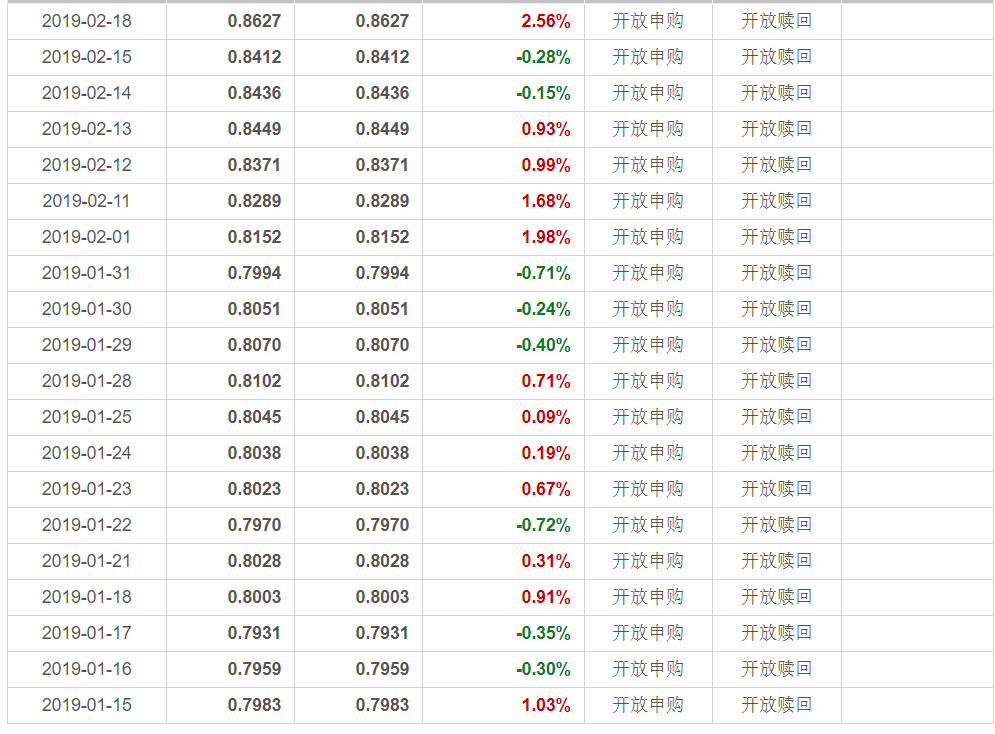 2019-02-18 0.8627 0.8627 2.56% 开放申购 开放赎回
2019-02-15 0.8412 0.8412 -0.28% 开放申购 开放赎回
2019-02-14 0.8436 0.8436 -0.15% 开放申购 开放赎回
2019-02-13 0.8449 0.8449 0.93% 开放申购 开放赎回
2019-02-12 0.8371 0.8371 0.99% 开放申购 开放赎回
2019-02-11 0.8289 0.8289 1.68% 开放申购 开放赎回
2019-02-01 0.8152 0.8152 1.98% 开放申购 开放赎回
2019-01-31 0.7994 0.7994 -0.71% 开放申购 开放赎回
2019-01-30 0.8051 0.8051 -0.24% 开放申购 开放赎回
2019-01-29 0.8070 0.8070 -0.40% 开放申购 开放赎回
2019-01-28 0.8102 0.8102 0.71% 开放申购 开放赎回
2019-01-25 0.8045 0.8045 0.09% 开放申购 开放赎回
2019-01-24 0.8038 0.8038 0.19% 开放申购 开放赎回
2019-01-23 0.8023 0.8023 0.67% 开放申购 开放赎回
2019-01-22 0.7970 0.7970 -0.72% 开放申购 开放赎回
2019-01-21 0.8028 0.8028 0.31% 开放申购 开放赎回
2019-01-18 0.8003 0.8003 0.91% 开放申购 开放赎回
2019-01-17 0.7931 0.7931 -0.35% 开放申购 开放赎回
2019-01-16 0.7959 0.7959 -0.30% 开放申购 开放赎回
2019-01-15 0.7983 0.7983 1.03% 开放申购 开放赎回